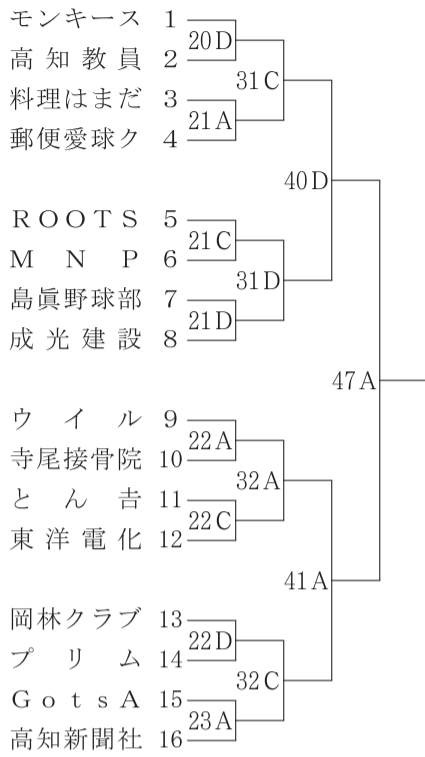 モンキース 1
20D
高知教員 2
31C
料理はまだ 3
21A
郵便愛球ク 4
40D
ROOTS 5
21C
MNP 6
31D
島眞野球部 7
21D
成光建設 8
47A
ウイル 9
22A
寺尾接骨院 10
32A
とん吉 11
22C
東洋電化 12
41A
岡林クラブ 13
22D
プリム 14
32C
GotsA 15
23A
高知新聞社 16